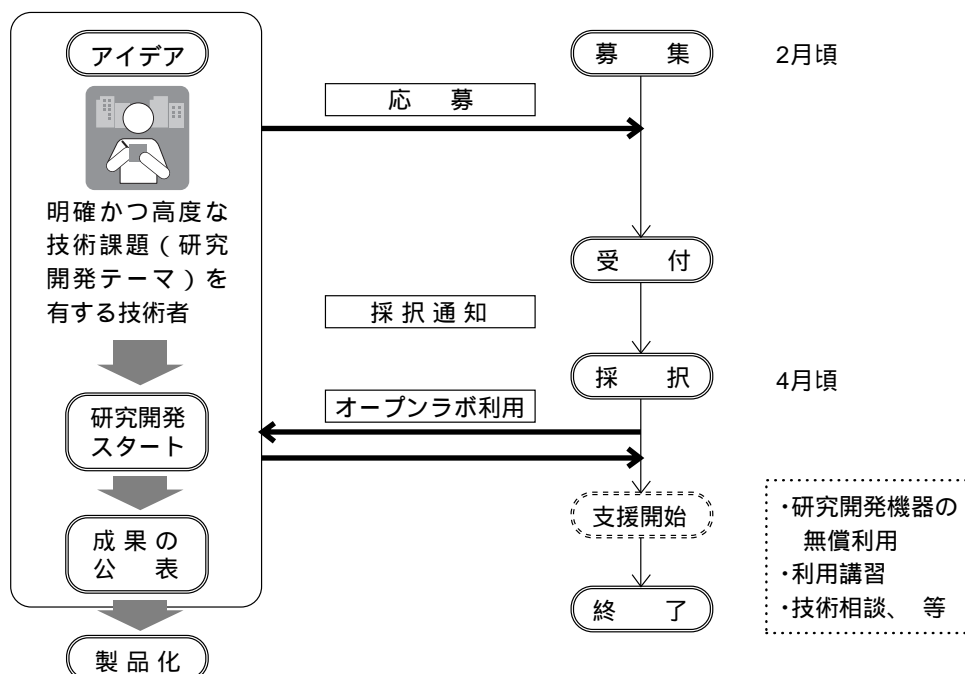 アイデア
明確かつ高度な
技術課題(研究
開発テーマ)を
有する技術者
研究開発
スタート
成果の
公　表
製品化
応　募
採択通知
オープンラボ利用
募　集
受　付
採　択
支援開始
終　了
2月頃
4月頃
・研究開発機器の
無償利用
・利用講習
・技術相談、 等